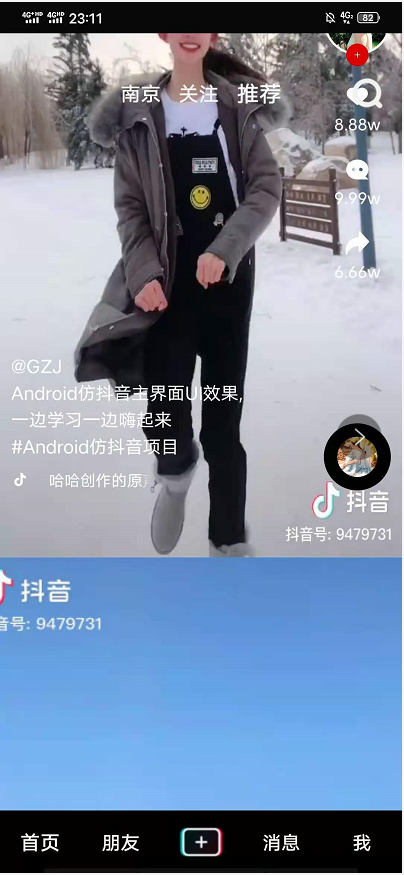 4G+HD 4GHD 23:11 4G2 82
南京 关注 推荐
8.88w
9.99w
6.66w
@GZJ
Android仿抖音主界面UI效果,
一边学习一边嗨起来
#Android仿抖音项目
哈哈创作的原
抖音
抖音号: 9479731
抖音
音号: 9479731
首页 朋友 消息 我